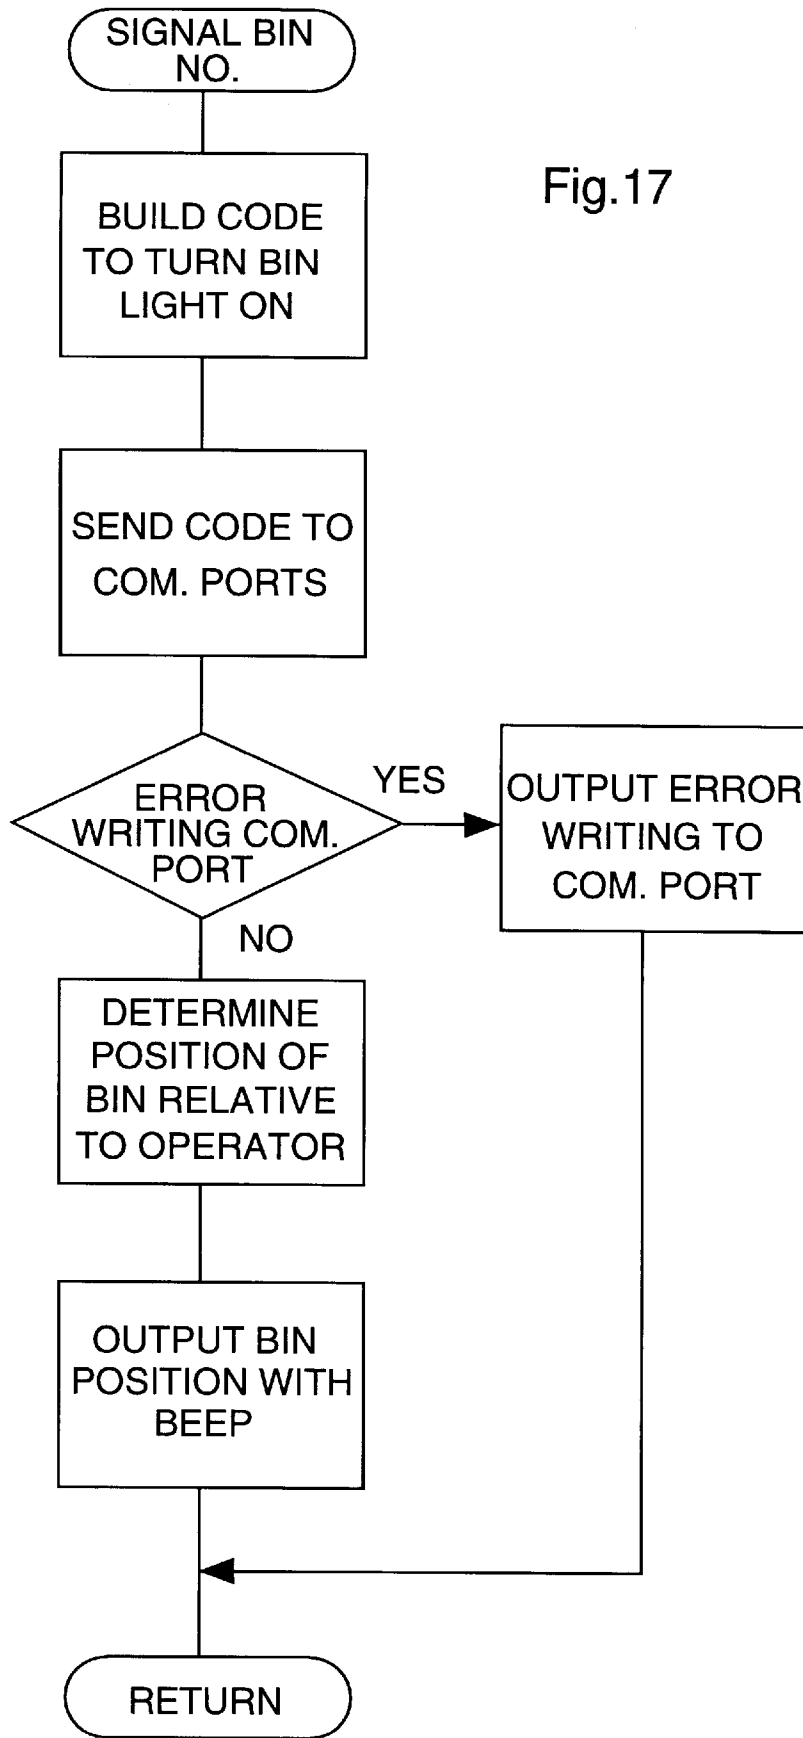 SIGNAL BIN
NO.
Fig.17
BUILD CODE
TO TURN BIN
LIGHT ON
SEND CODE TO
COM. PORTS
ERROR
WRITING COM.
PORT
YES
OUTPUT ERROR
WRITING TO
COM. PORT
NO
DETERMINE
POSITION OF
BIN RELATIVE
TO OPERATOR
OUTPUT BIN
POSITION WITH
BEEP
RETURN